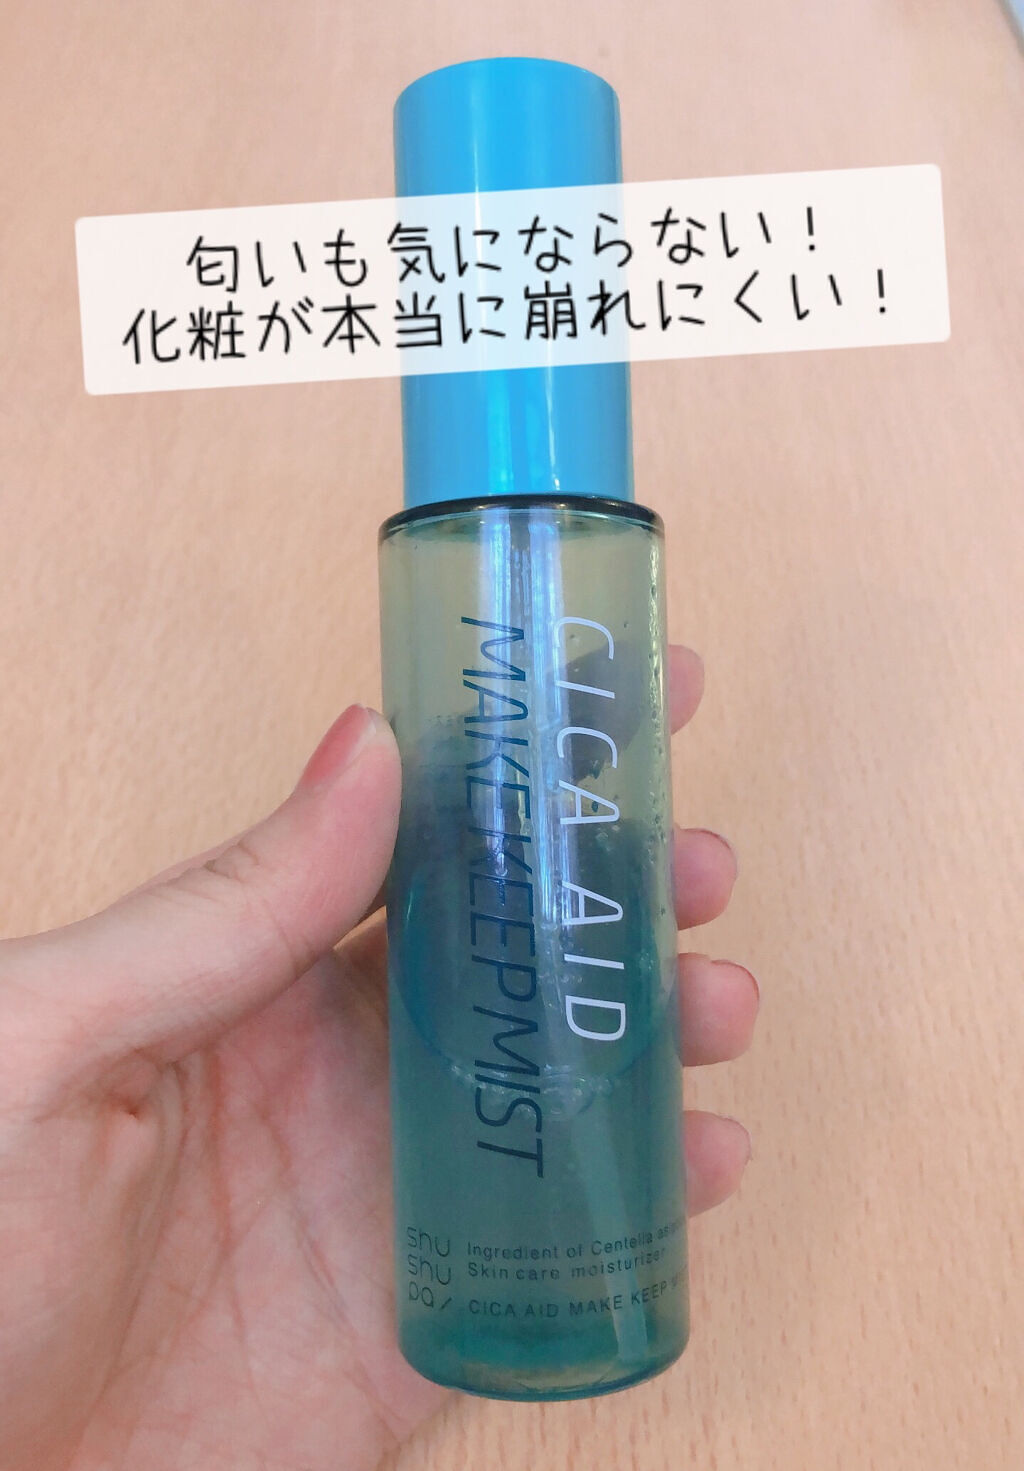 匂いも気にならない！
化粧が本当に崩れにくい！
CICA AID
MAKE KEEP MIST
shu
shu
pa/
Ingredient of Centella
Skin care moisturizer
CICA AID MAKE KEEP